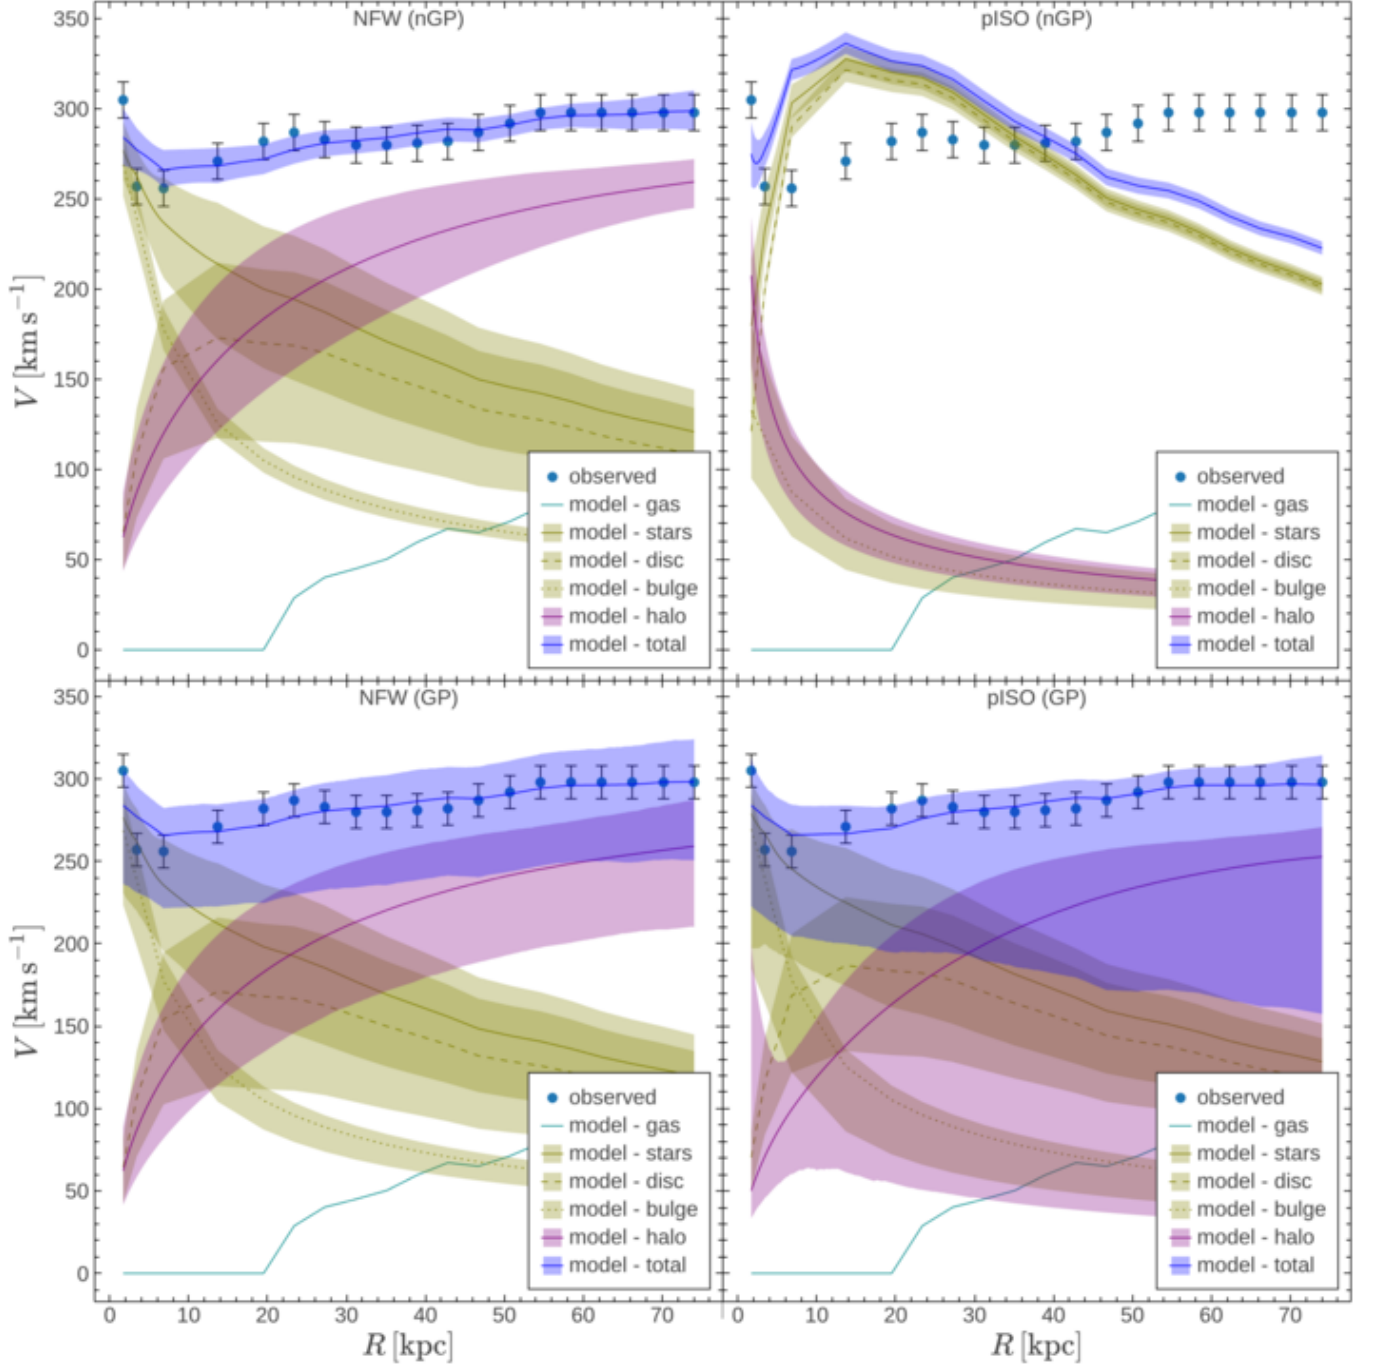 NFW (nGP)
pISO (nGP)
350
300
250
200
150
100
50
0
V [km s⁻¹]
observed
model - gas
model - stars
model - disc
model - bulge
model - halo
model - total
observed
model - gas
model - stars
model - disc
model - bulge
model - halo
model - total
NFW (GP)
pISO (GP)
350
300
250
200
150
100
50
0
V [km s⁻¹]
observed
model - gas
model - stars
model - disc
model - bulge
model - halo
model - total
observed
model - gas
model - stars
model - disc
model - bulge
model - halo
model - total
0 10 20 30 40 50 60 70
0 10 20 30 40 50 60 70
R [kpc]
R [kpc]